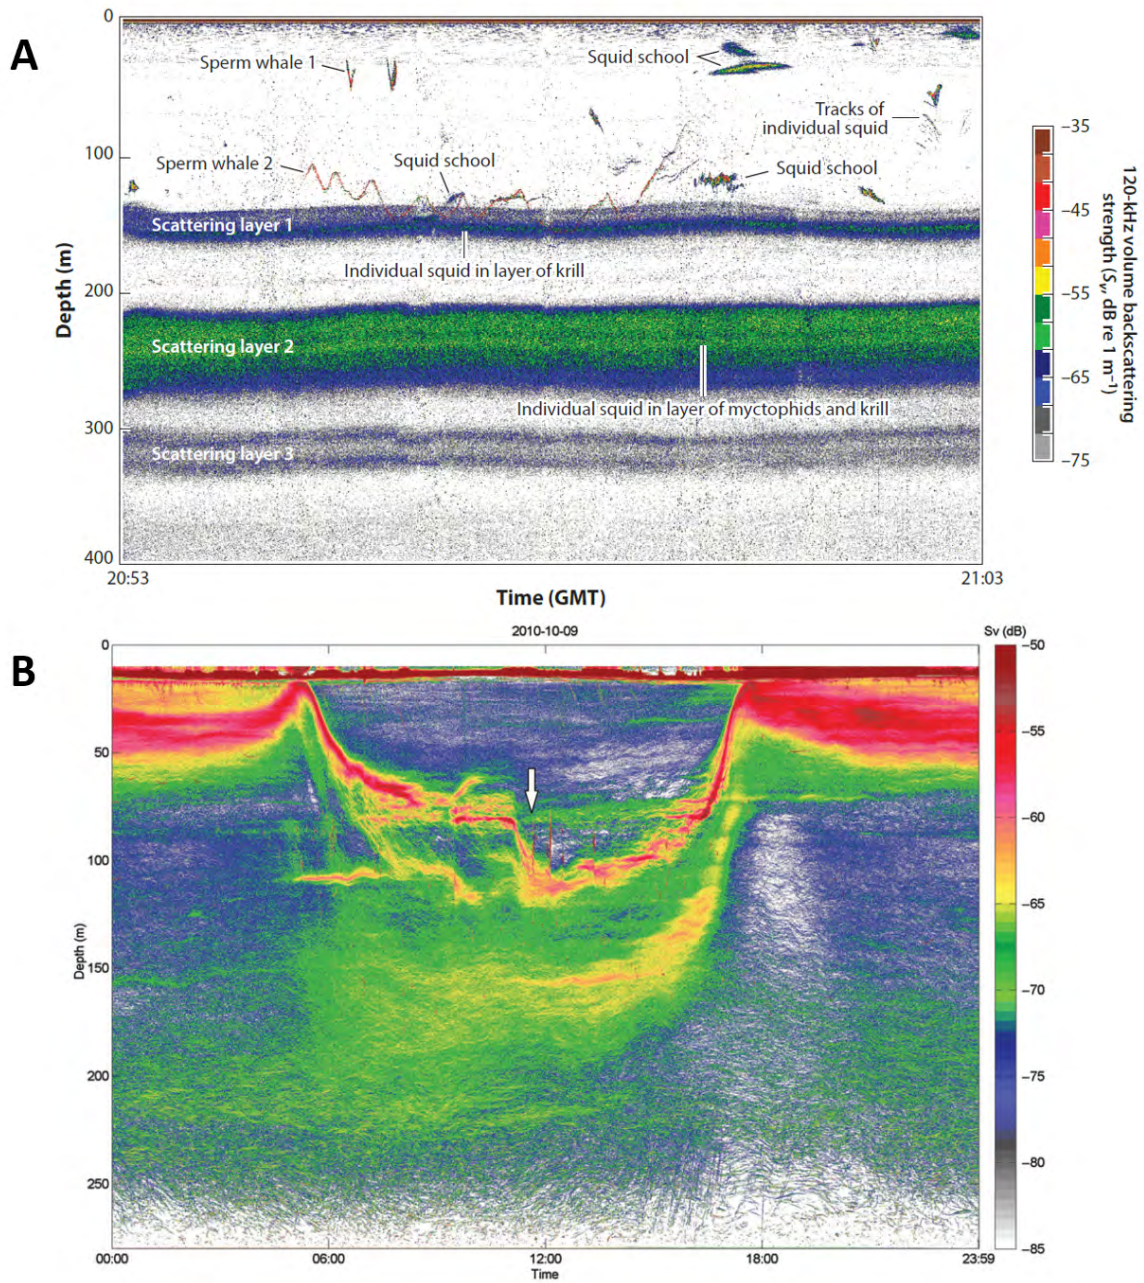 A
0
Sperm whale 1
Squid school
Tracks of
individual squid
100
Sperm whale 2
Squid school
Squid school
Scattering layer 1
Individual squid in layer of krill
200
Scattering layer 2
Individual squid in layer of myctophids and krill
300
Scattering layer 3
400
Depth (m)
20:53
21:03
Time (GMT)
−35
−45
−55
−65
−75
120-kHz volume backscattering
strength (Sv, dB re 1 m−1)
B
2010-10-09
Sv (dB)
0
50
100
150
200
250
Depth (m)
00:00
06:00
12:00
18:00
23:59
Time
−50
−55
−60
−65
−70
−75
−80
−85